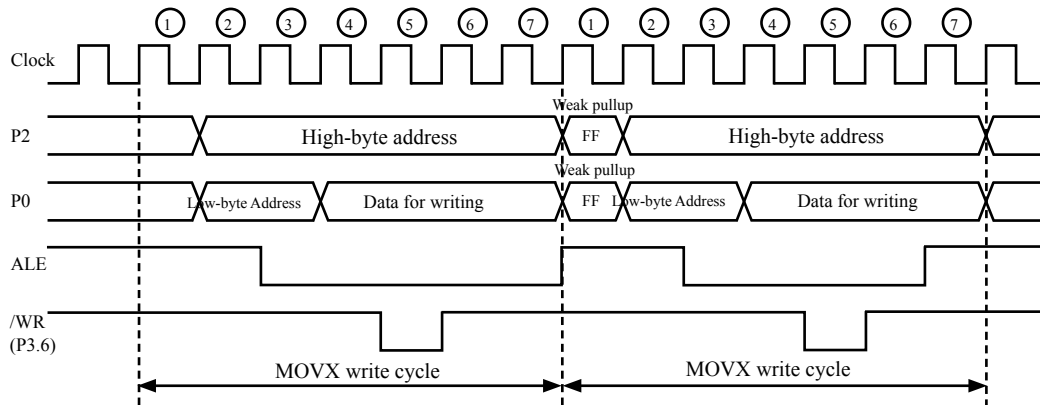 1 2 3 4 5 6 7 1 2 3 4 5 6 7
Clock
Weak pullup
P2 High-byte address FF High-byte address
Weak pullup
P0 Low-byte Address Data for writing FF Low-byte Address Data for writing
ALE
/WR
(P3.6)
MOVX write cycle MOVX write cycle